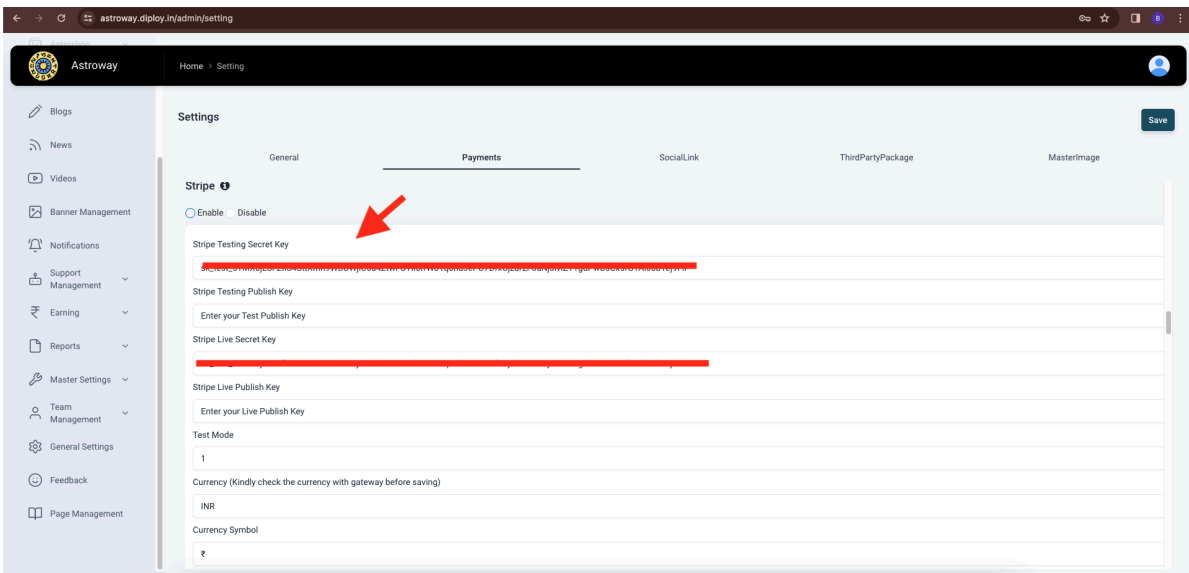 astroway.diploy.in/admin/setting
B
Astroway
Home > Setting
Blogs
News
Videos
Banner Management
Notifications
Support
Management
₹ Earning
Reports
Master Settings
Team
Management
General Settings
Feedback
Page Management
Settings
Save
General Payments SocialLink ThirdPartyPackage MasterImage
Stripe
Enable Disable
Stripe Testing Secret Key
Stripe Testing Publish Key
Enter your Test Publish Key
Stripe Live Secret Key
Stripe Live Publish Key
Enter your Live Publish Key
Test Mode
1
Currency (Kindly check the currency with gateway before saving)
INR
Currency Symbol
₹